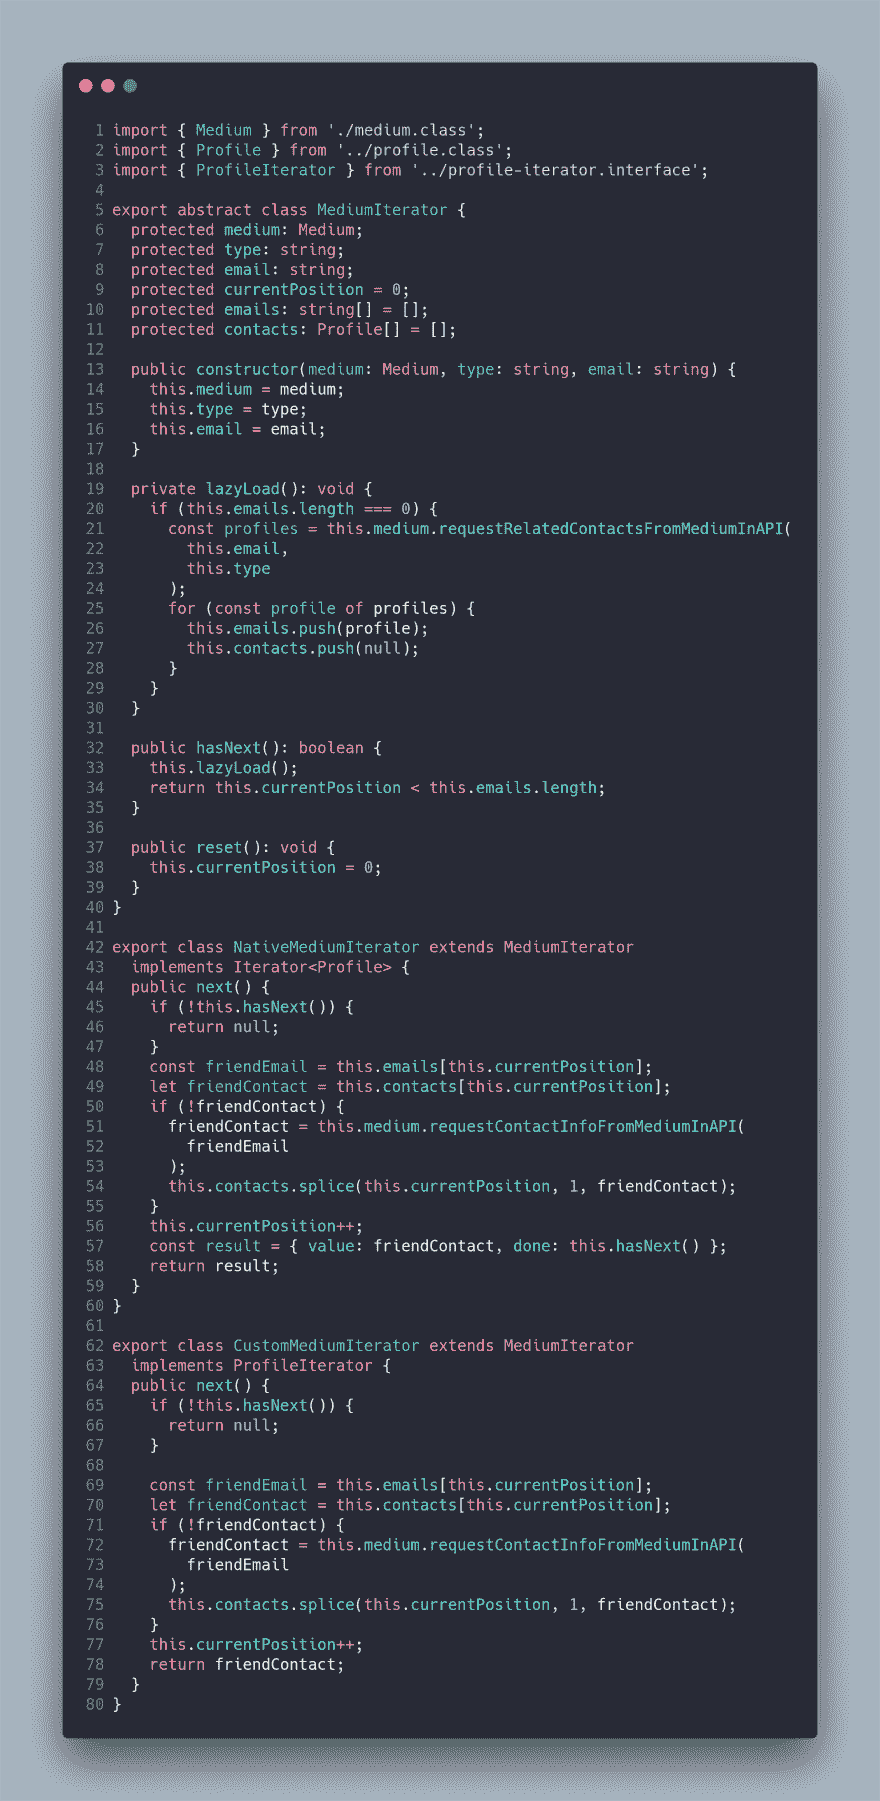 1 import { Medium } from './medium.class';
2 import { Profile } from '../profile.class';
3 import { ProfileIterator } from '../profile-iterator.interface';
4
5 export abstract class MediumIterator {
6   protected medium: Medium;
7   protected type: string;
8   protected email: string;
9   protected currentPosition = 0;
10   protected emails: string[] = [];
11   protected contacts: Profile[] = [];
12
13   public constructor(medium: Medium, type: string, email: string) {
14     this.medium = medium;
15     this.type = type;
16     this.email = email;
17   }
18
19   private lazyLoad(): void {
20     if (this.emails.length === 0) {
21       const profiles = this.medium.requestRelatedContactsFromMediumInAPI(
22         this.email,
23         this.type
24       );
25       for (const profile of profiles) {
26         this.emails.push(profile);
27         this.contacts.push(null);
28       }
29     }
30   }
31
32   public hasNext(): boolean {
33     this.lazyLoad();
34     return this.currentPosition < this.emails.length;
35   }
36
37   public reset(): void {
38     this.currentPosition = 0;
39   }
40 }
41
42 export class NativeMediumIterator extends MediumIterator
43   implements Iterator<Profile> {
44   public next() {
45     if (!this.hasNext()) {
46       return null;
47     }
48     const friendEmail = this.emails[this.currentPosition];
49     let friendContact = this.contacts[this.currentPosition];
50     if (!friendContact) {
51       friendContact = this.medium.requestContactInfoFromMediumInAPI(
52         friendEmail
53       );
54       this.contacts.splice(this.currentPosition, 1, friendContact);
55     }
56     this.currentPosition++;
57     const result = { value: friendContact, done: this.hasNext() };
58     return result;
59   }
60 }
61
62 export class CustomMediumIterator extends MediumIterator
63   implements ProfileIterator {
64   public next() {
65     if (!this.hasNext()) {
66       return null;
67     }
68
69     const friendEmail = this.emails[this.currentPosition];
70     let friendContact = this.contacts[this.currentPosition];
71     if (!friendContact) {
72       friendContact = this.medium.requestContactInfoFromMediumInAPI(
73         friendEmail
74       );
75       this.contacts.splice(this.currentPosition, 1, friendContact);
76     }
77     this.currentPosition++;
78     return friendContact;
79   }
80 }